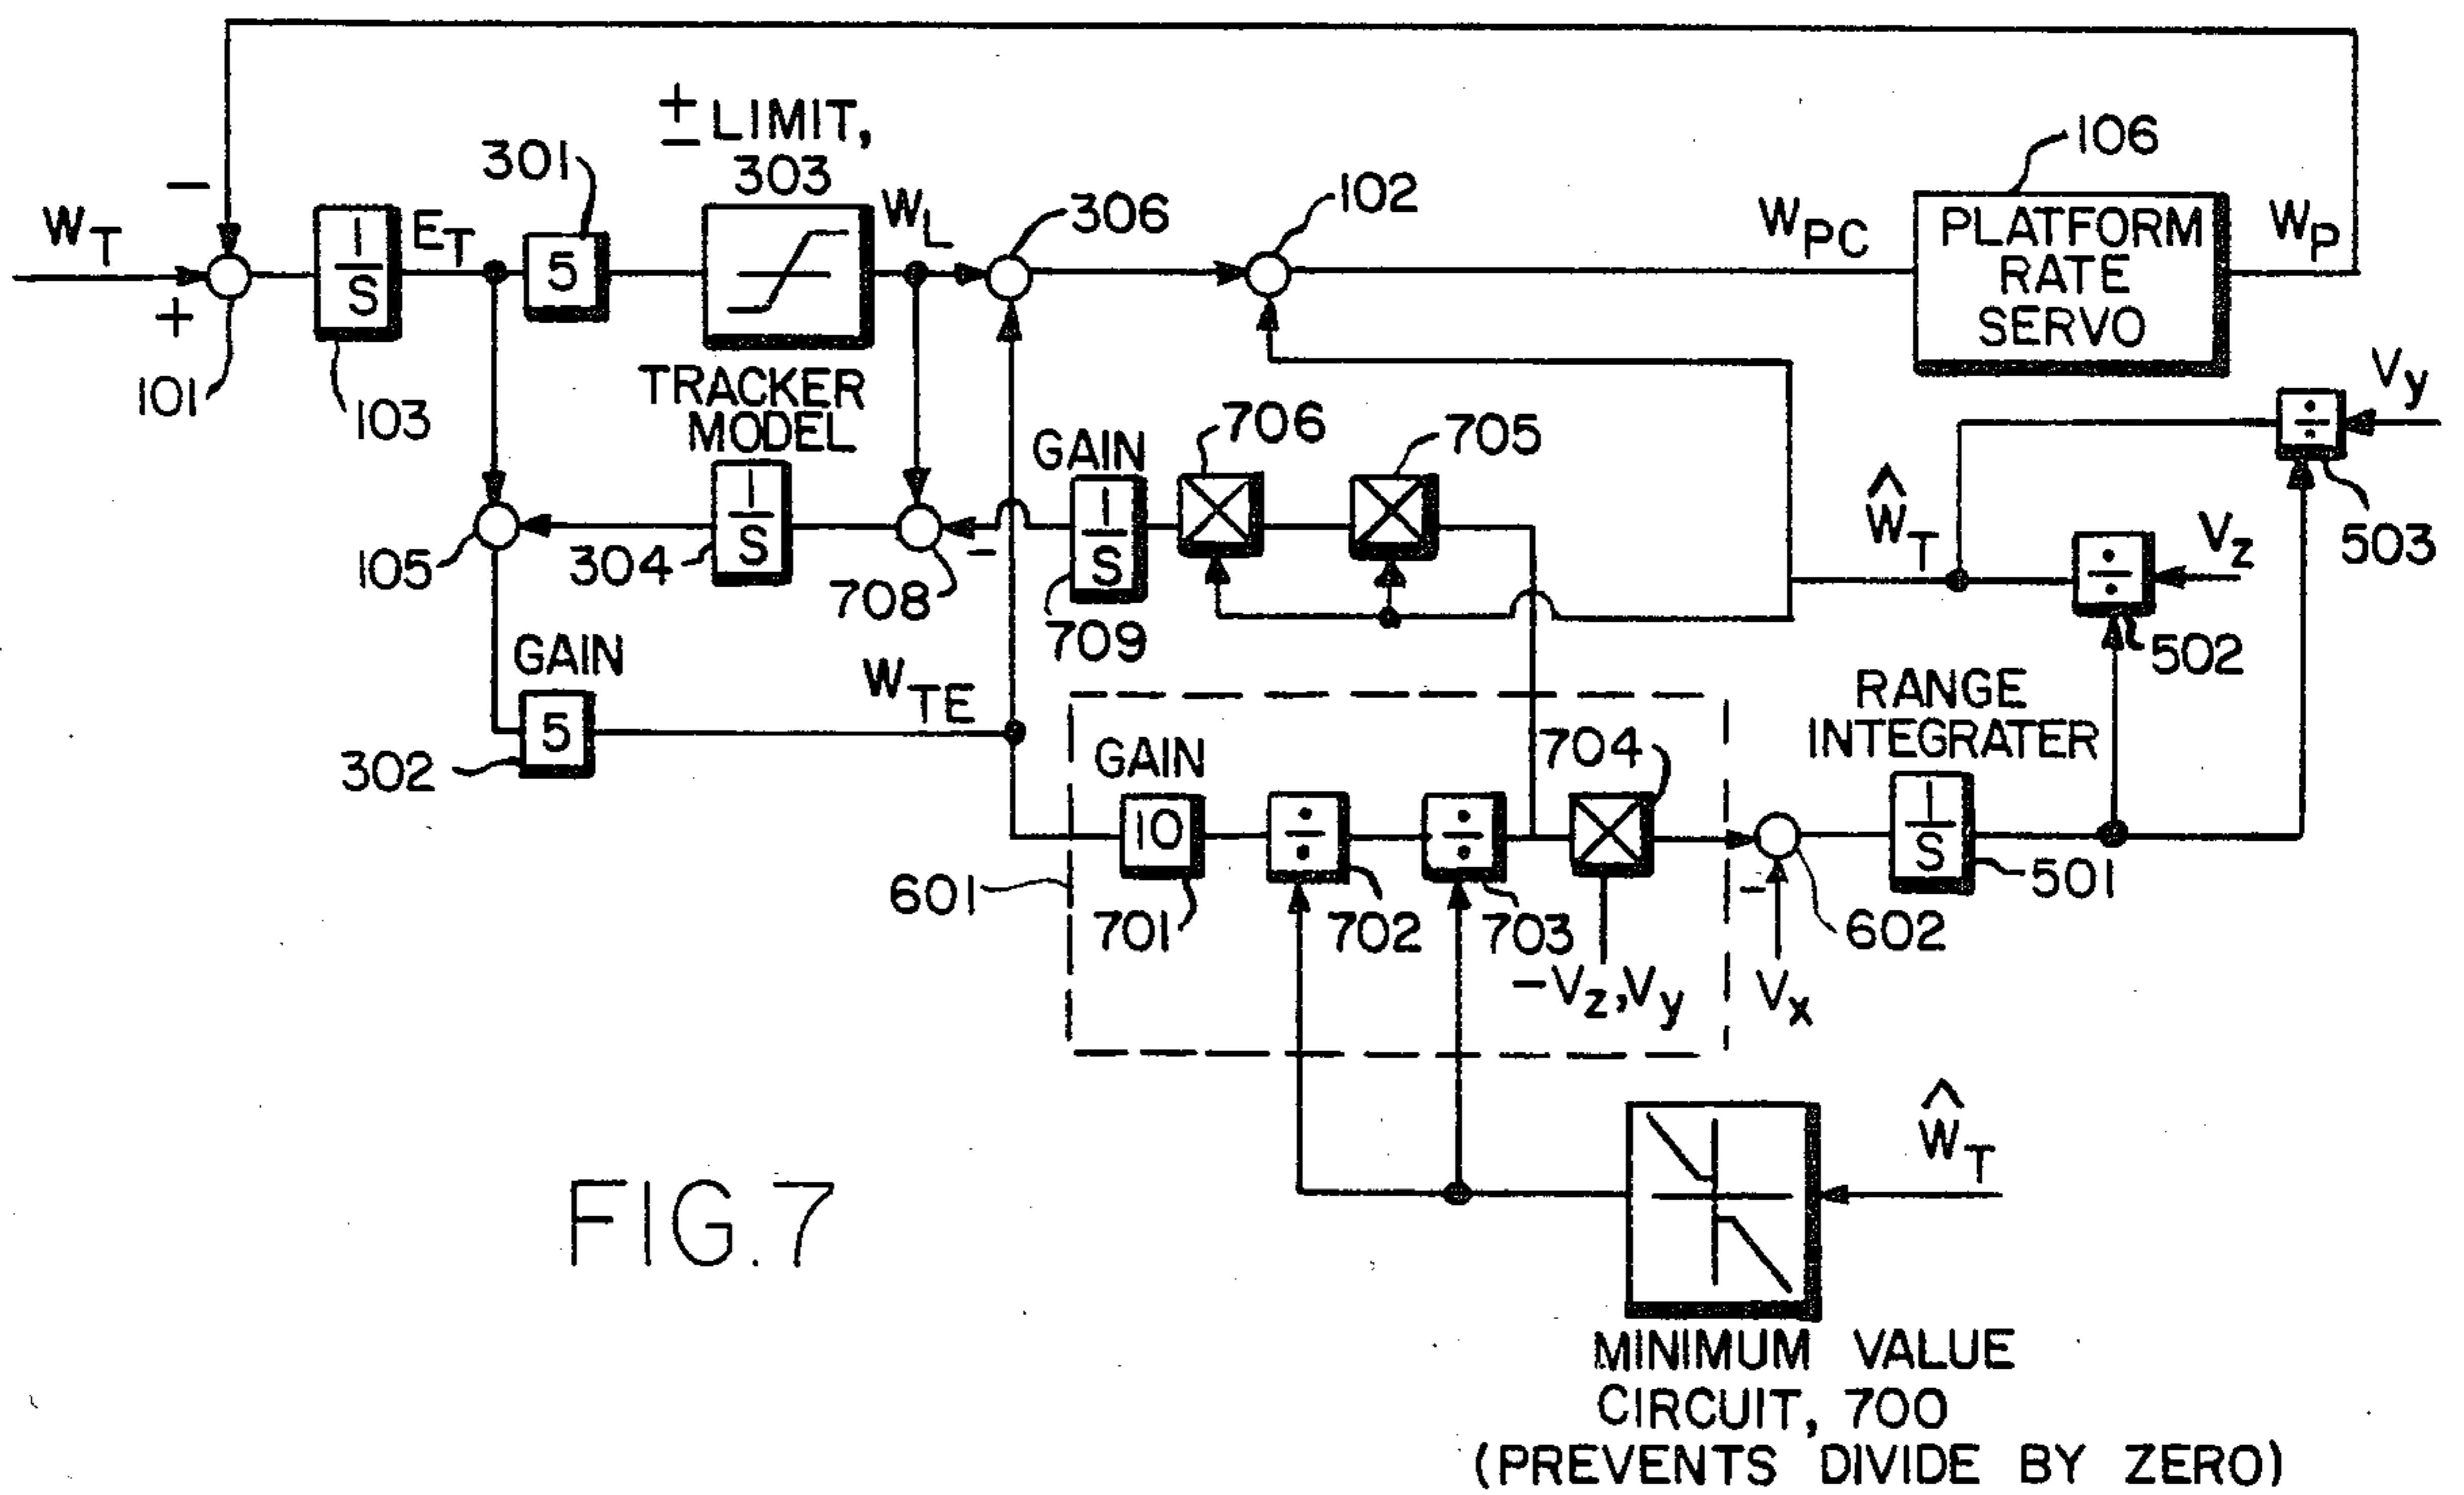 ± LIMIT,
303
301
306
102
106
W_T
−
+
1/S
E_T
5
W_L
W_PC
PLATFORM
RATE
SERVO
W_P
101
103
TRACKER
MODEL
1/S
304
105
708
−
GAIN
1/S
709
706
705
V_y
÷
503
Ŵ_T
÷
V_z
502
GAIN
5
302
W_TE
601
GAIN
10
701
÷
702
÷
703
704
−V_z,V_y
−
V_x
602
RANGE
INTEGRATER
1/S
501
Ŵ_T
MINIMUM VALUE
CIRCUIT, 700
(PREVENTS DIVIDE BY ZERO)
FIG.7